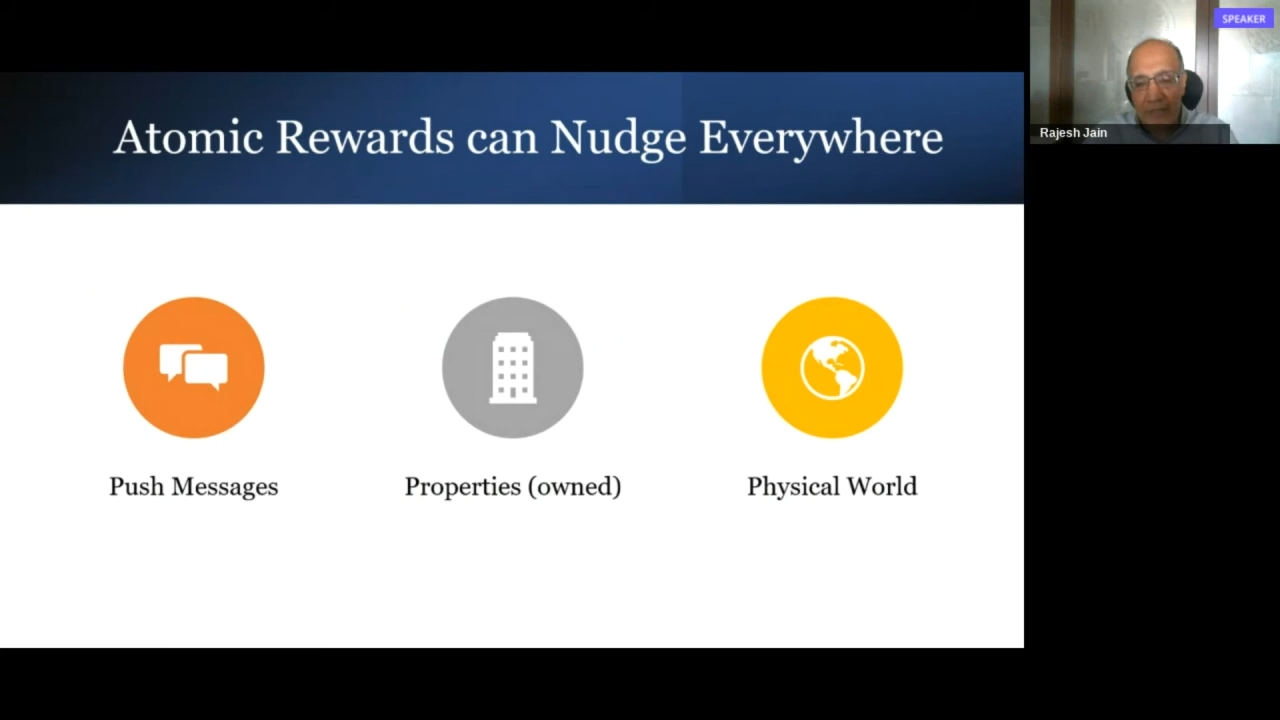 SPEAKER
Rajesh Jain
Atomic Rewards can Nudge Everywhere
Push Messages
Properties (owned)
Physical World